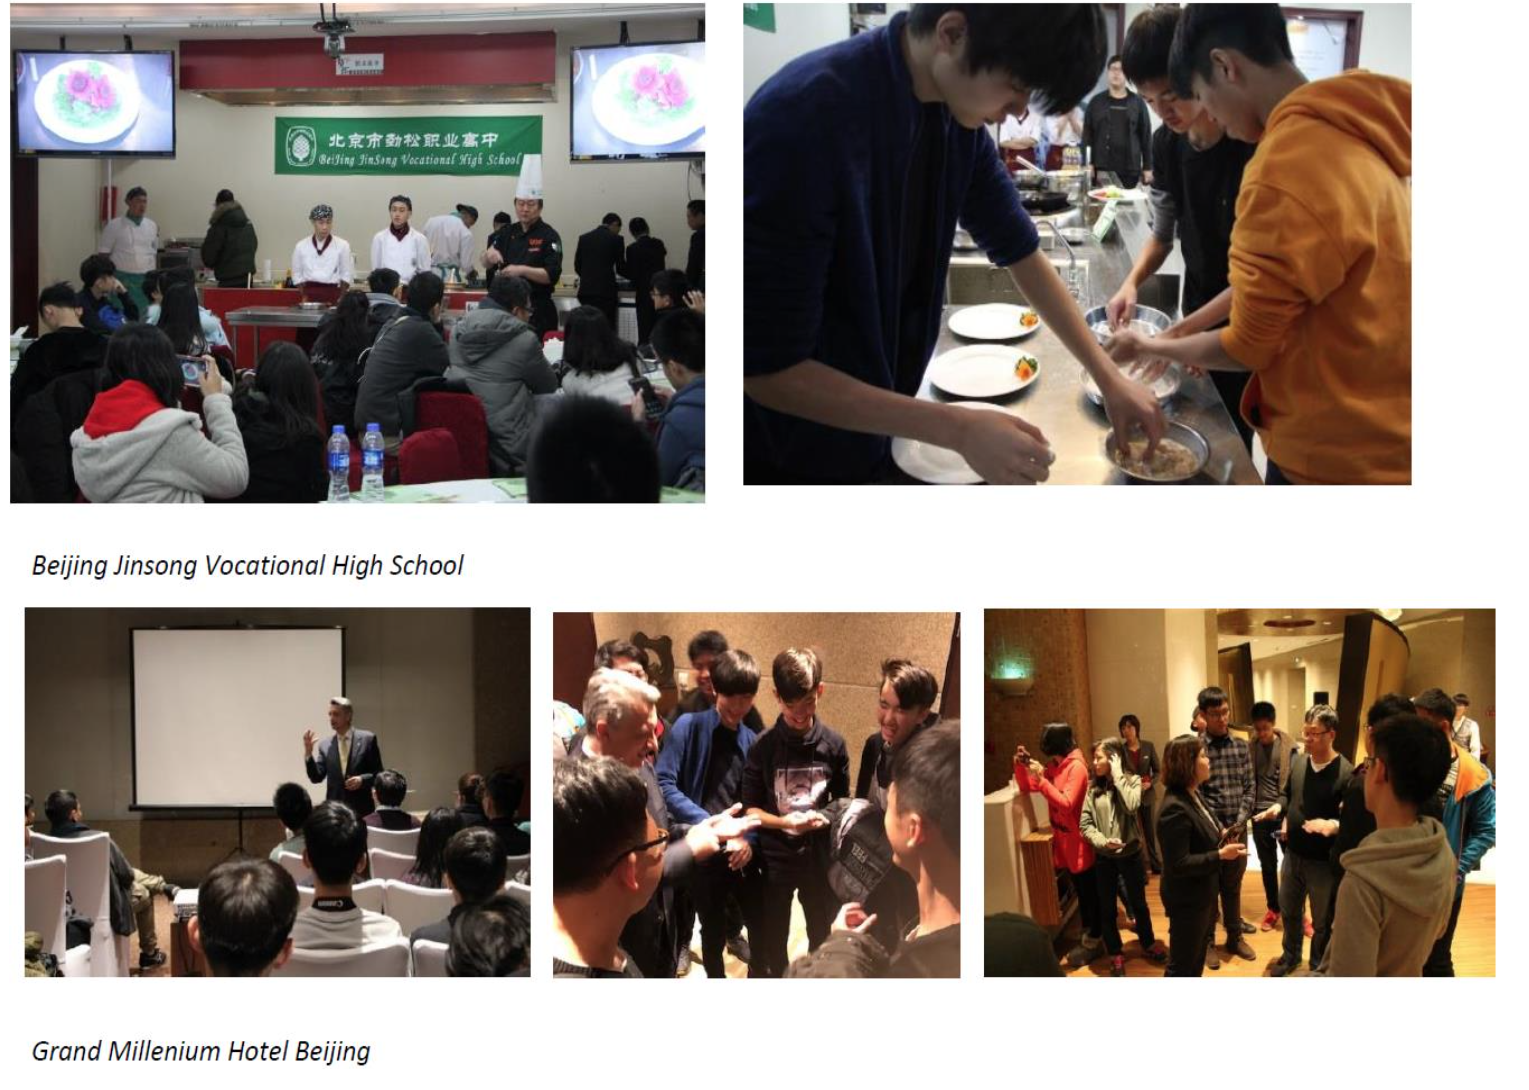 北京市劲松职业高中
BeiJing JinSong Vocational High School
Beijing Jinsong Vocational High School
Grand Millenium Hotel Beijing